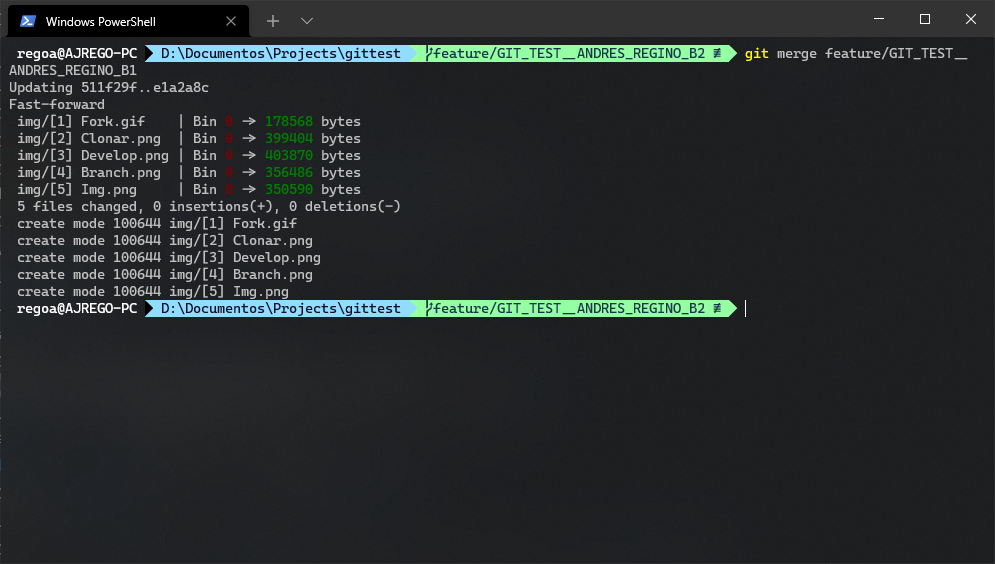 Windows PowerShell
regoa@AJREGO-PC D:\Documentos\Projects\gittest feature/GIT_TEST__ANDRES_REGINO_B2 ≢ git merge feature/GIT_TEST__
ANDRES_REGINO_B1
Updating 511f29f..e1a2a8c
Fast-forward
img/[1] Fork.gif | Bin 0 -> 178568 bytes
img/[2] Clonar.png | Bin 0 -> 399404 bytes
img/[3] Develop.png | Bin 0 -> 403870 bytes
img/[4] Branch.png | Bin 0 -> 356486 bytes
img/[5] Img.png | Bin 0 -> 350590 bytes
5 files changed, 0 insertions(+), 0 deletions(-)
create mode 100644 img/[1] Fork.gif
create mode 100644 img/[2] Clonar.png
create mode 100644 img/[3] Develop.png
create mode 100644 img/[4] Branch.png
create mode 100644 img/[5] Img.png
regoa@AJREGO-PC D:\Documentos\Projects\gittest feature/GIT_TEST__ANDRES_REGINO_B2 ≢